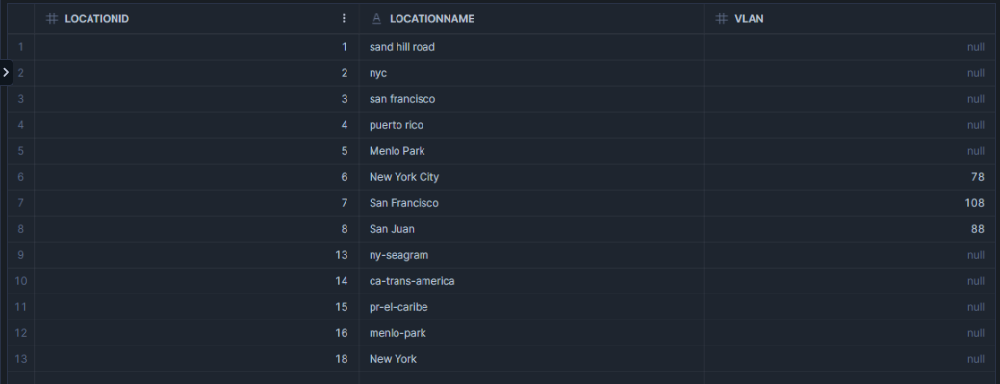 # LOCATIONID A LOCATIONNAME # VLAN
1 1 sand hill road null
2 2 nyc null
3 3 san francisco null
4 4 puerto rico null
5 5 Menlo Park null
6 6 New York City 78
7 7 San Francisco 108
8 8 San Juan 88
9 13 ny-seagram null
10 14 ca-trans-america null
11 15 pr-el-caribe null
12 16 menlo-park null
13 18 New York null